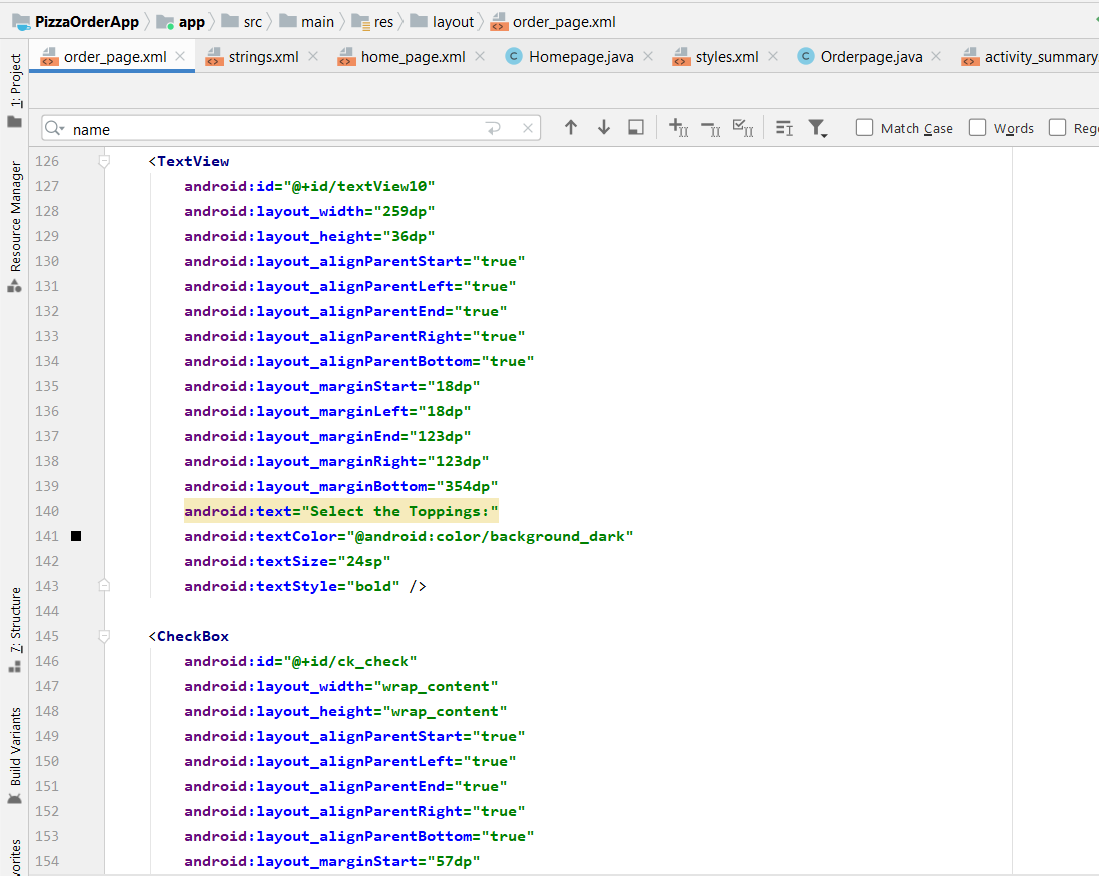 PizzaOrderApp app src main res layout order_page.xml
order_page.xml strings.xml home_page.xml Homepage.java styles.xml Orderpage.java activity_summary
1: Project
name Match Case Words Rege
Resource Manager
7: Structure
Build Variants
vorites
126 <TextView
127 android:id="@+id/textView10"
128 android:layout_width="259dp"
129 android:layout_height="36dp"
130 android:layout_alignParentStart="true"
131 android:layout_alignParentLeft="true"
132 android:layout_alignParentEnd="true"
133 android:layout_alignParentRight="true"
134 android:layout_alignParentBottom="true"
135 android:layout_marginStart="18dp"
136 android:layout_marginLeft="18dp"
137 android:layout_marginEnd="123dp"
138 android:layout_marginRight="123dp"
139 android:layout_marginBottom="354dp"
140 android:text="Select the Toppings:"
141 android:textColor="@android:color/background_dark"
142 android:textSize="24sp"
143 android:textStyle="bold" />
144
145 <CheckBox
146 android:id="@+id/ck_check"
147 android:layout_width="wrap_content"
148 android:layout_height="wrap_content"
149 android:layout_alignParentStart="true"
150 android:layout_alignParentLeft="true"
151 android:layout_alignParentEnd="true"
152 android:layout_alignParentRight="true"
153 android:layout_alignParentBottom="true"
154 android:layout_marginStart="57dp"